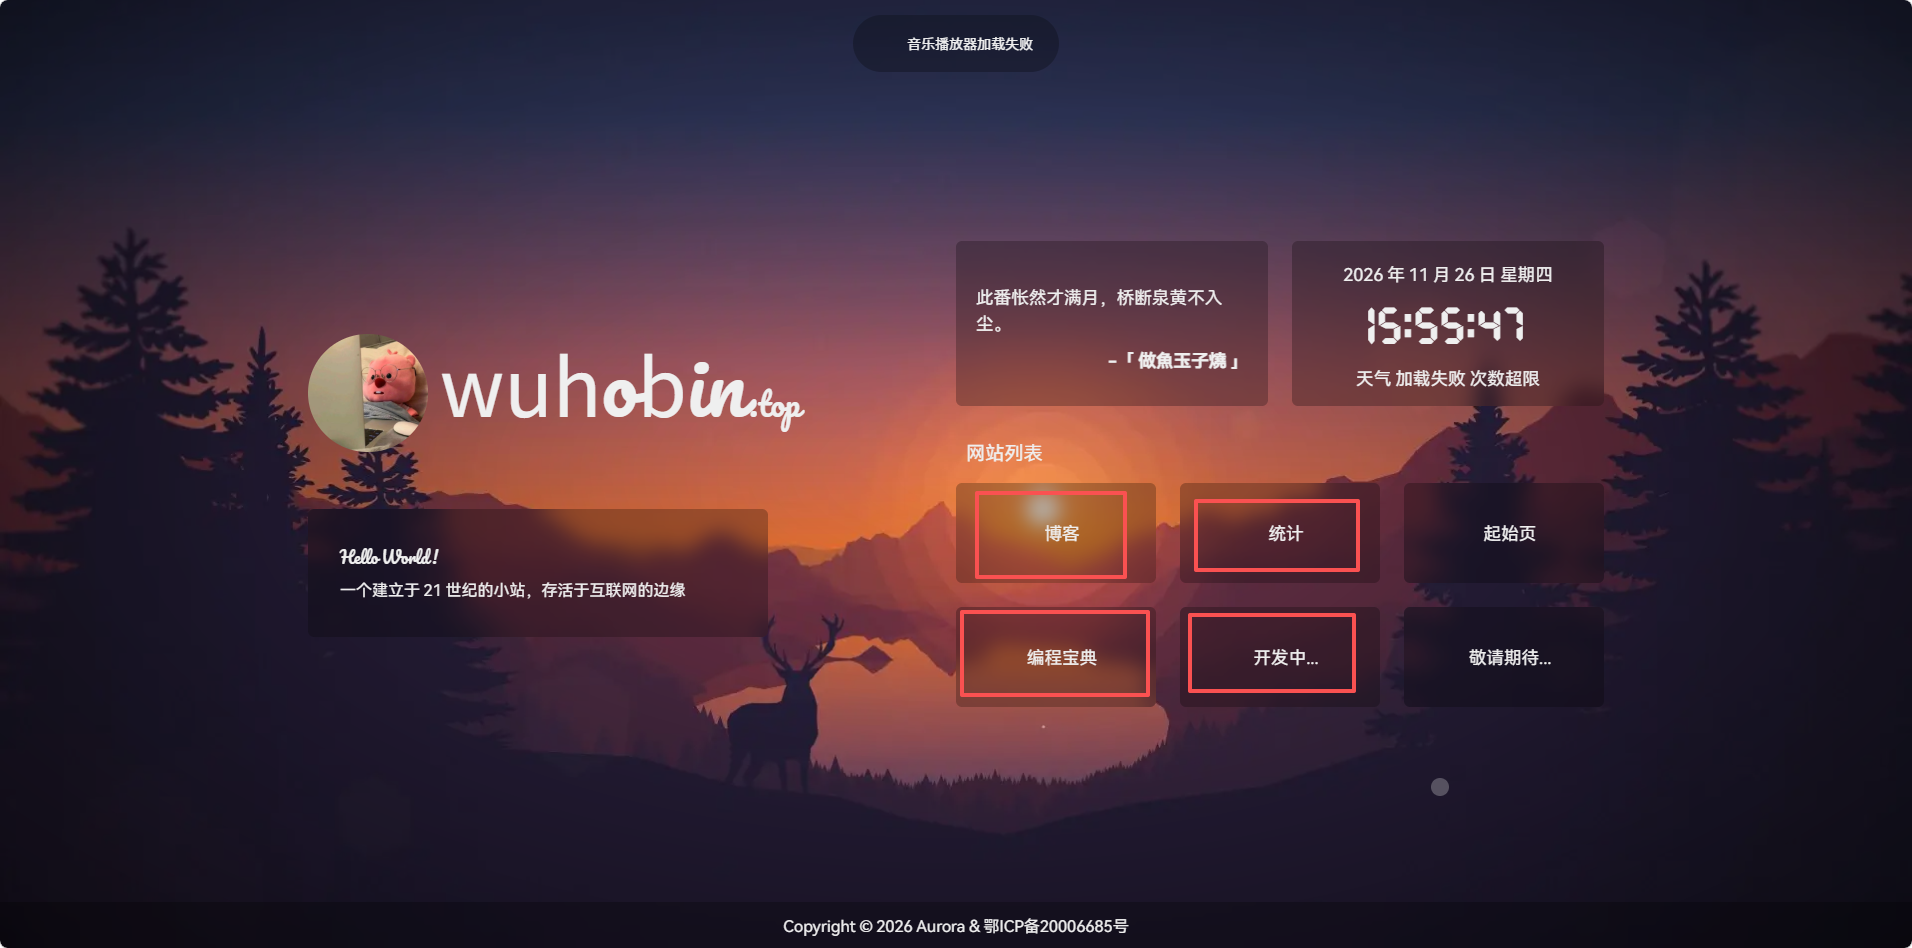 音乐播放器加载失败
wuhobin.top
Hello World!
一个建立于 21 世纪的小站，存活于互联网的边缘
此番怅然才满月，桥断泉黄不入
尘。
-「 做魚玉子燒 」
2026 年 11 月 26 日 星期四
15:55:47
天气 加载失败 次数超限
网站列表
博客
统计
起始页
编程宝典
开发中...
敬请期待...
Copyright © 2026 Aurora & 鄂ICP备20006685号